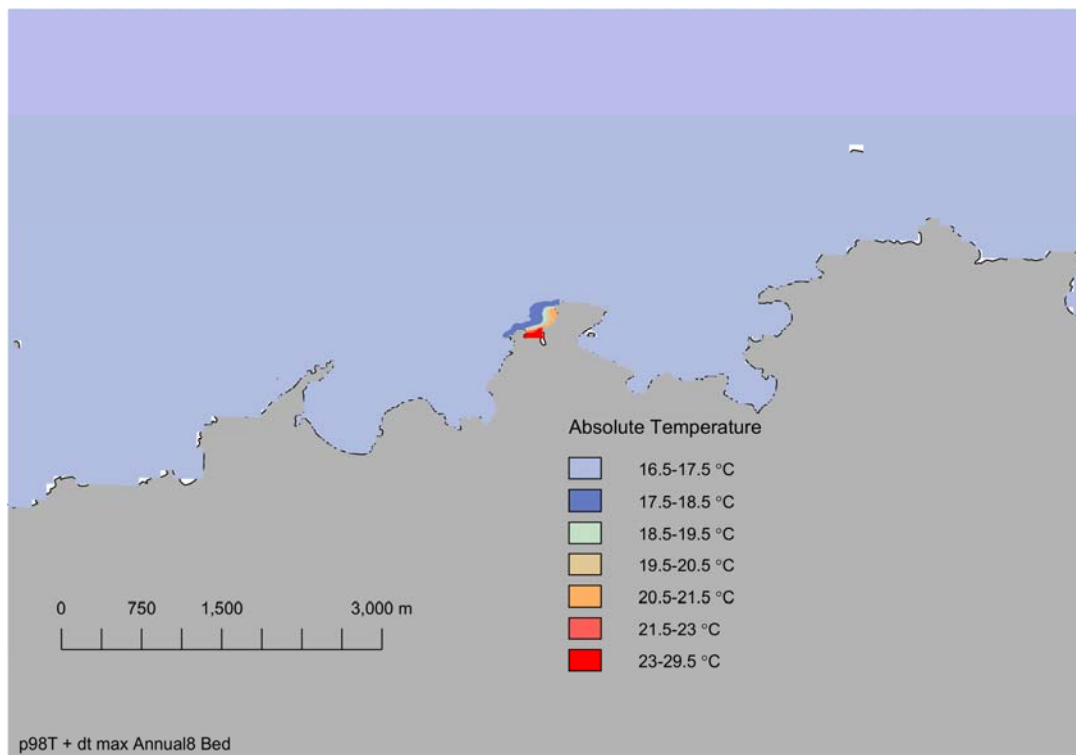 Absolute Temperature
16.5-17.5 °C
17.5-18.5 °C
18.5-19.5 °C
19.5-20.5 °C
20.5-21.5 °C
21.5-23 °C
23-29.5 °C
0 750 1,500 3,000 m
p98T + dt max Annual8 Bed